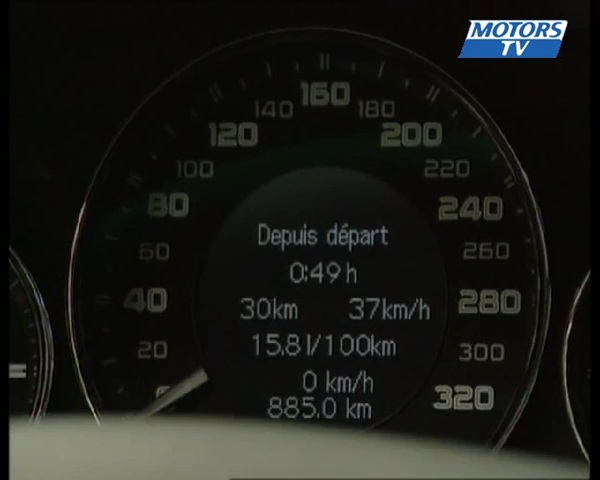 MOTORS
TV
160
140 180
120 200
100 220
80 240
60 260
40 280
20 300
320
Depuis départ
0:49 h
30km 37km/h
15.8 l/100km
0 km/h
885.0 km